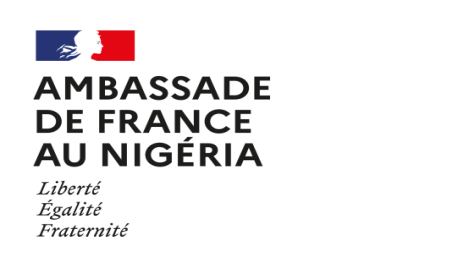 AMBASSADE
DE FRANCE
AU NIGÉRIA
Liberté
Égalité
Fraternité